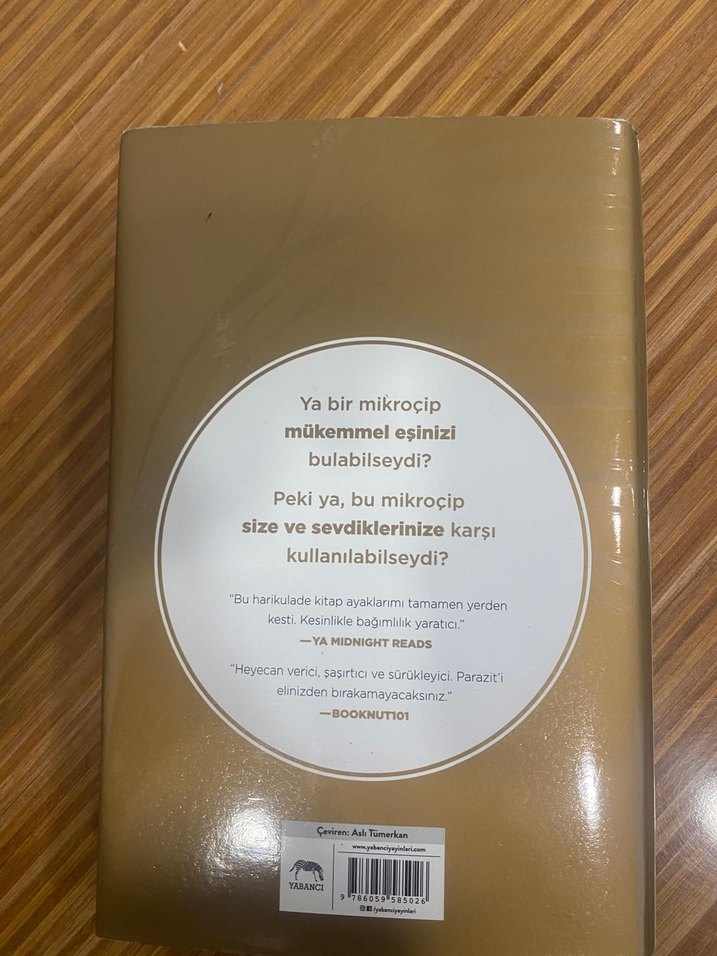 Ya bir mikroçip
mükemmel eşinizi
bulabilseydi?
Peki ya, bu mikroçip
size ve sevdiklerinize karşı
kullanılabilseydi?
“Bu harikulade kitap ayaklarımı tamamen yerden
kesti. Kesinlikle bağımlılık yaratıcı.”
—YA MIDNIGHT READS
“Heyecan verici, şaşırtıcı ve sürükleyici. Parazit’i
elinizden bırakamayacaksınız.”
—BOOKNUT101
Çeviren: Aslı Tümerkan
www.yabanciyayinlari.com
YABANCI
9 786059 585026
/yabanciyayinlari